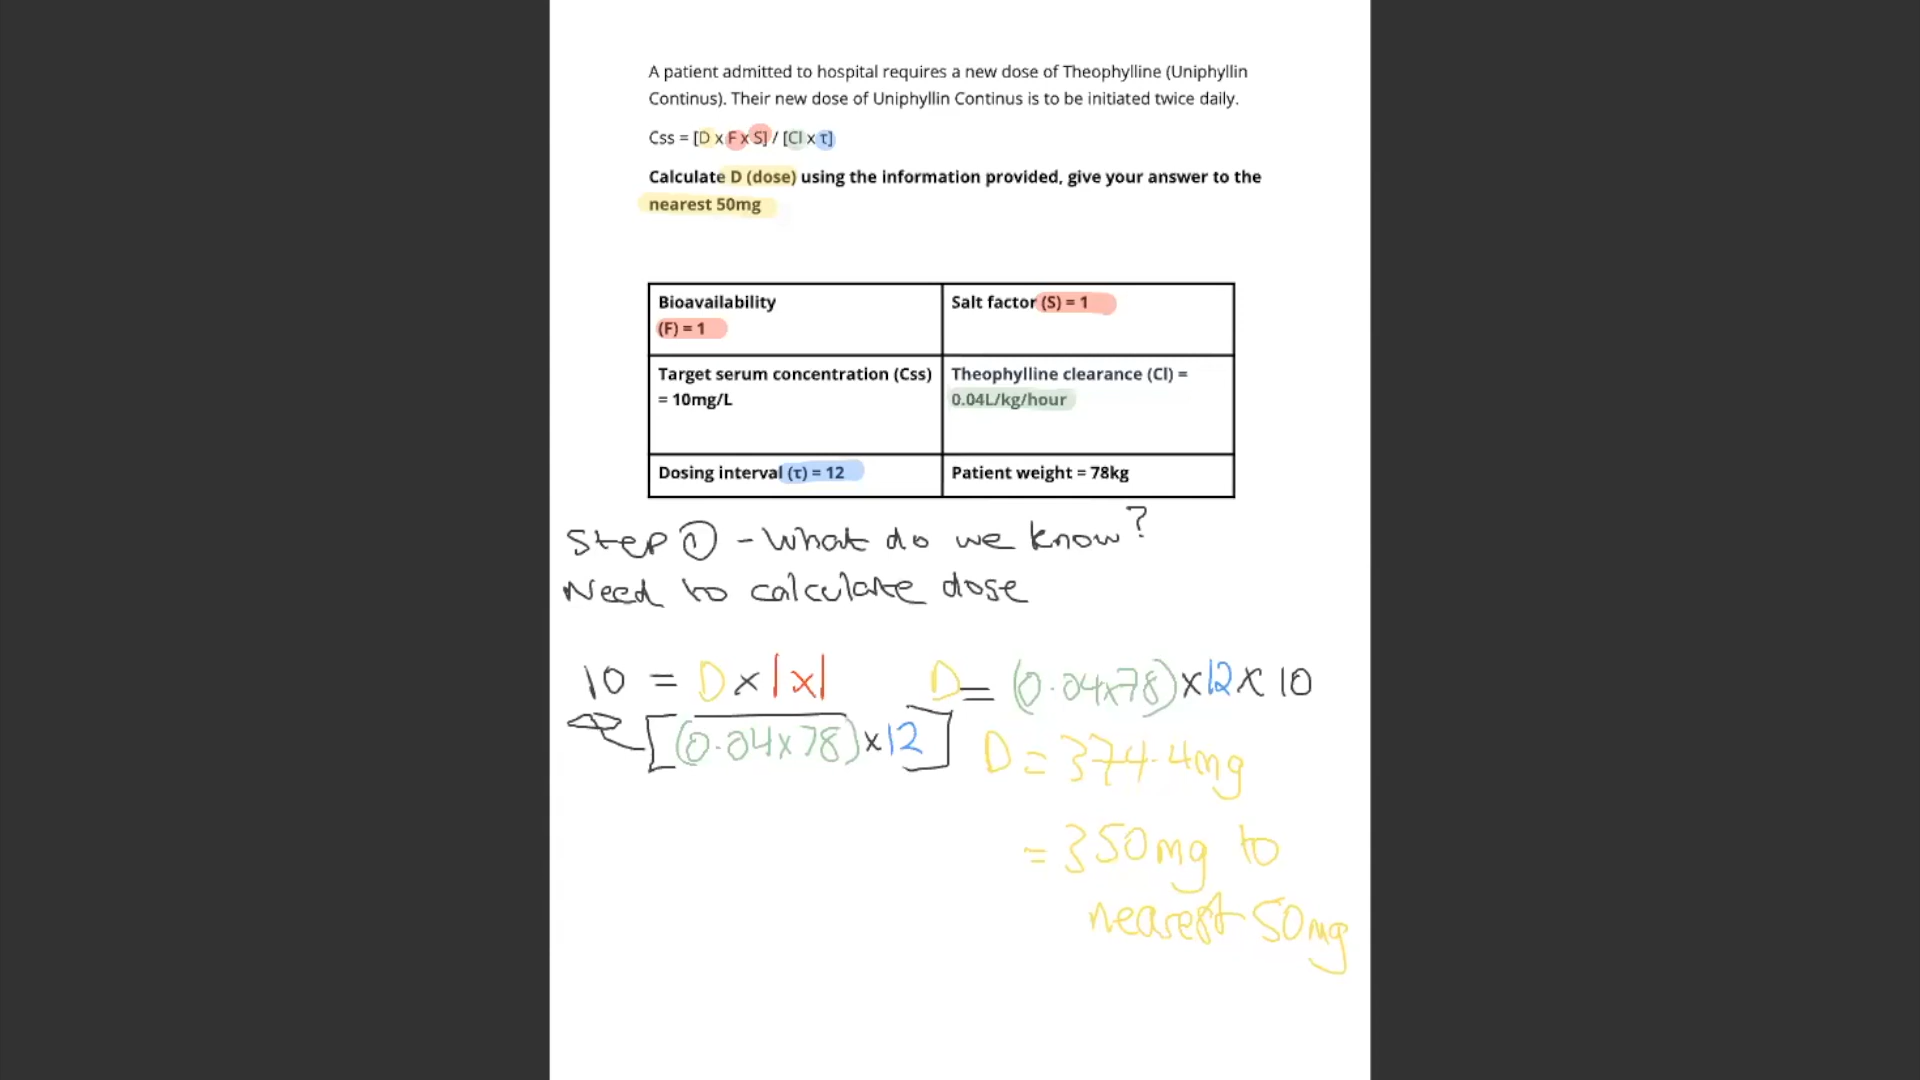 A patient admitted to hospital requires a new dose of Theophylline (Uniphyllin
Continus). Their new dose of Uniphyllin Continus is to be initiated twice daily.
Css = [D x F x S] / [Cl x τ]
Calculate D (dose) using the information provided, give your answer to the
nearest 50mg
Bioavailability
(F) = 1
Salt factor (S) = 1
Target serum concentration (Css)
= 10mg/L
Theophylline clearance (Cl) =
0.04L/kg/hour
Dosing interval (τ) = 12
Patient weight = 78kg
Step ① - What do we know?
Need to calculate dose
10 = D x 1 x 1
[(0.04x78) x 12]
D = (0.04x78) x 12 x 10
D = 374.4mg
= 350mg to
nearest 50mg